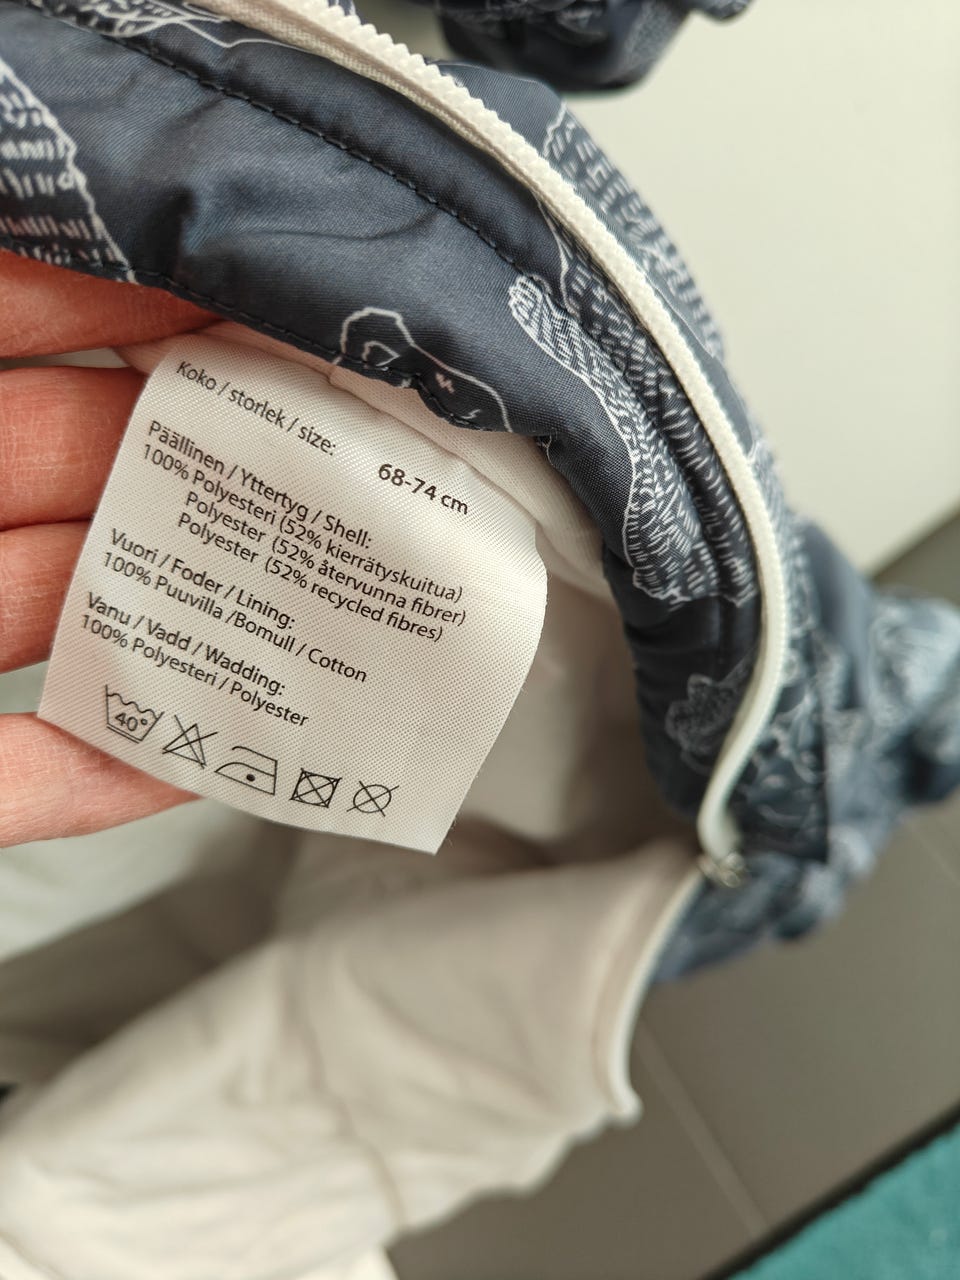 Koko / storlek / size:
68-74 cm
Päällinen / Yttertyg / Shell:
100% Polyesteri (52% kierrätyskuitua)
Polyester (52% återvunna fibrer)
Polyester (52% recycled fibres)
Vuori / Foder / Lining:
100% Puuvilla /Bomull / Cotton
Vanu / Vadd / Wadding:
100% Polyesteri / Polyester
40°